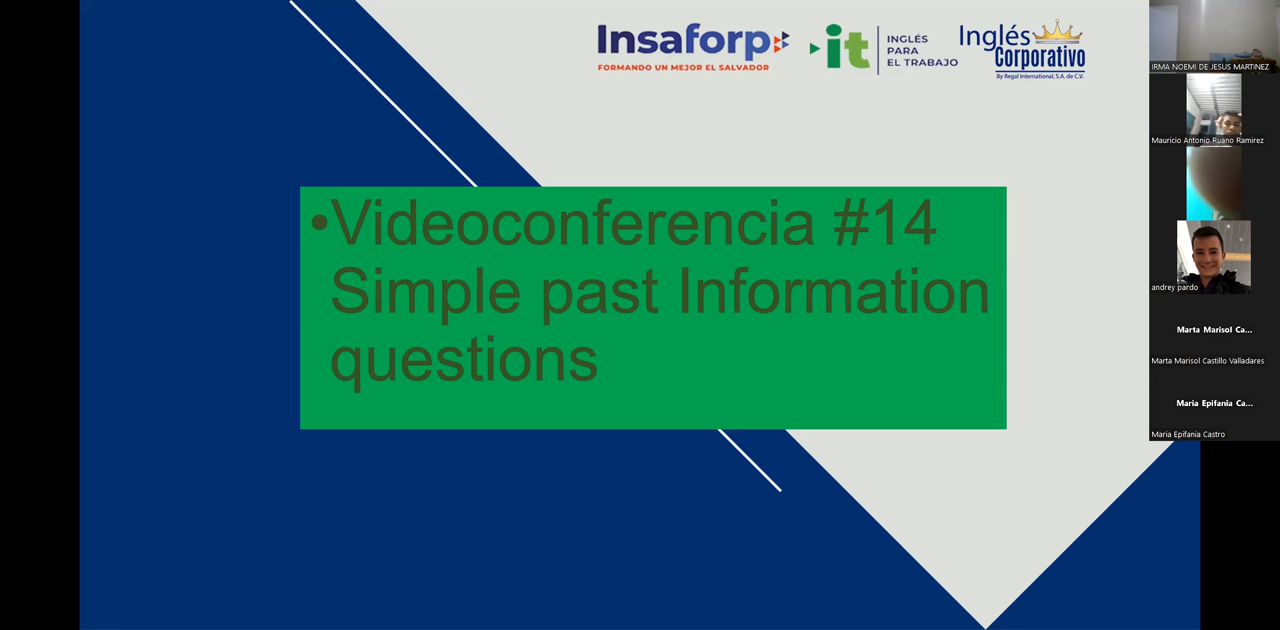 Insaforp
FORMANDO UN MEJOR EL SALVADOR
it
INGLÉS
PARA
EL TRABAJO
Inglés
Corporativo
By Regal International, S.A. de C.V.
•Videoconferencia #14
Simple past Information
questions
IRMA NOEMI DE JESUS MARTINEZ
Mauricio Antonio Ruano Ramirez
andrey pardo
Marta Marisol Ca...
Marta Marisol Castillo Valladares
Maria Epifania Ca...
Maria Epifania Castro